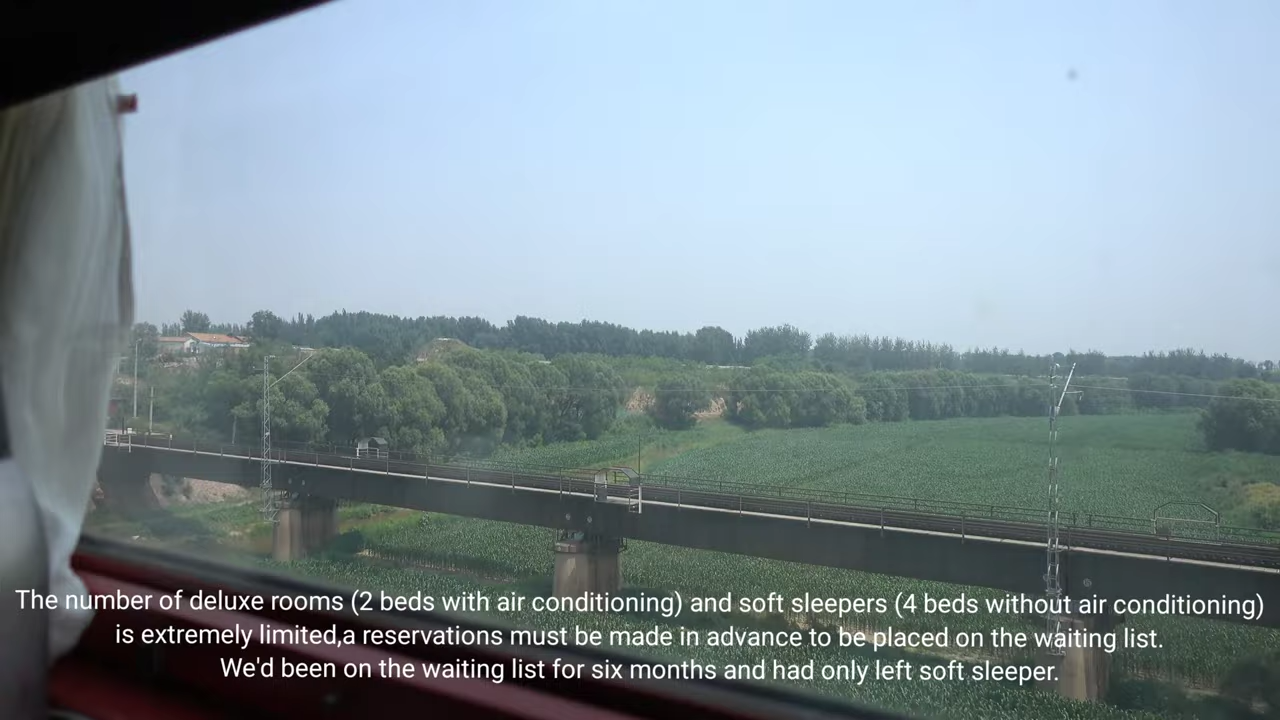 The number of deluxe rooms (2 beds with air conditioning) and soft sleepers (4 beds without air conditioning)
is extremely limited,a reservations must be made in advance to be placed on the waiting list.
We'd been on the waiting list for six months and had only left soft sleeper.